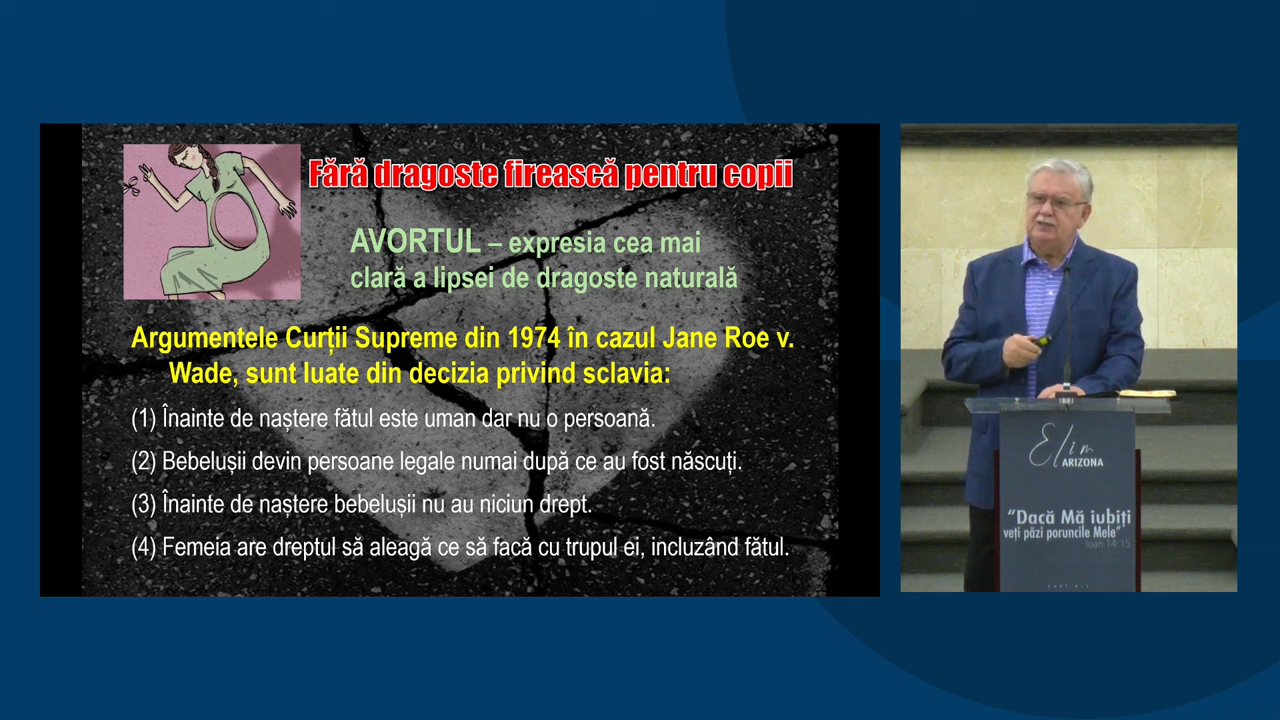 Fără dragoste firească pentru copii
AVORTUL – expresia cea mai
clară a lipsei de dragoste naturală
Argumentele Curții Supreme din 1974 în cazul Jane Roe v.
Wade, sunt luate din decizia privind sclavia:
(1) Înainte de naștere fătul este uman dar nu o persoană.
(2) Bebelușii devin persoane legale numai după ce au fost născuți.
(3) Înainte de naștere bebelușii nu au niciun drept.
(4) Femeia are dreptul să aleagă ce să facă cu trupul ei, incluzând fătul.
Elim
ARIZONA
“Dacă Mă iubiți
veți păzi poruncile Mele”
Ioan 14:15